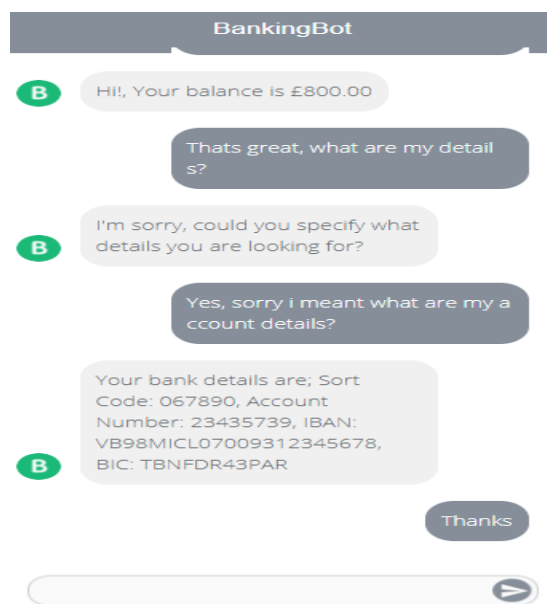 BankingBot
B
Hi!, Your balance is £800.00
Thats great, what are my detail
s?
I'm sorry, could you specify what
details you are looking for?
B
Yes, sorry i meant what are my a
ccount details?
Your bank details are; Sort
Code: 067890, Account
Number: 23435739, IBAN:
VB98MICL07009312345678,
BIC: TBNFDR43PAR
B
Thanks